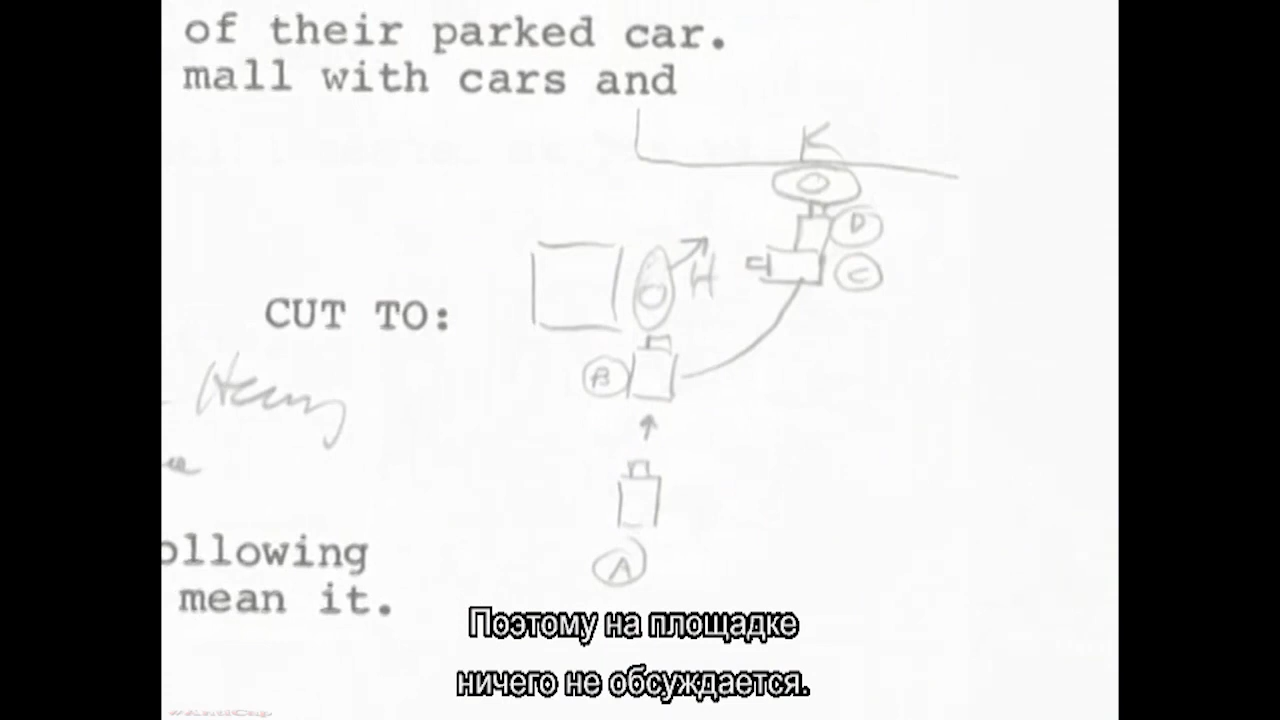 of their parked car.
mall with cars and
K
D
C
H
CUT TO:
B
Henry
A
ollowing
mean it.
Поэтому на площадке
ничего не обсуждается.